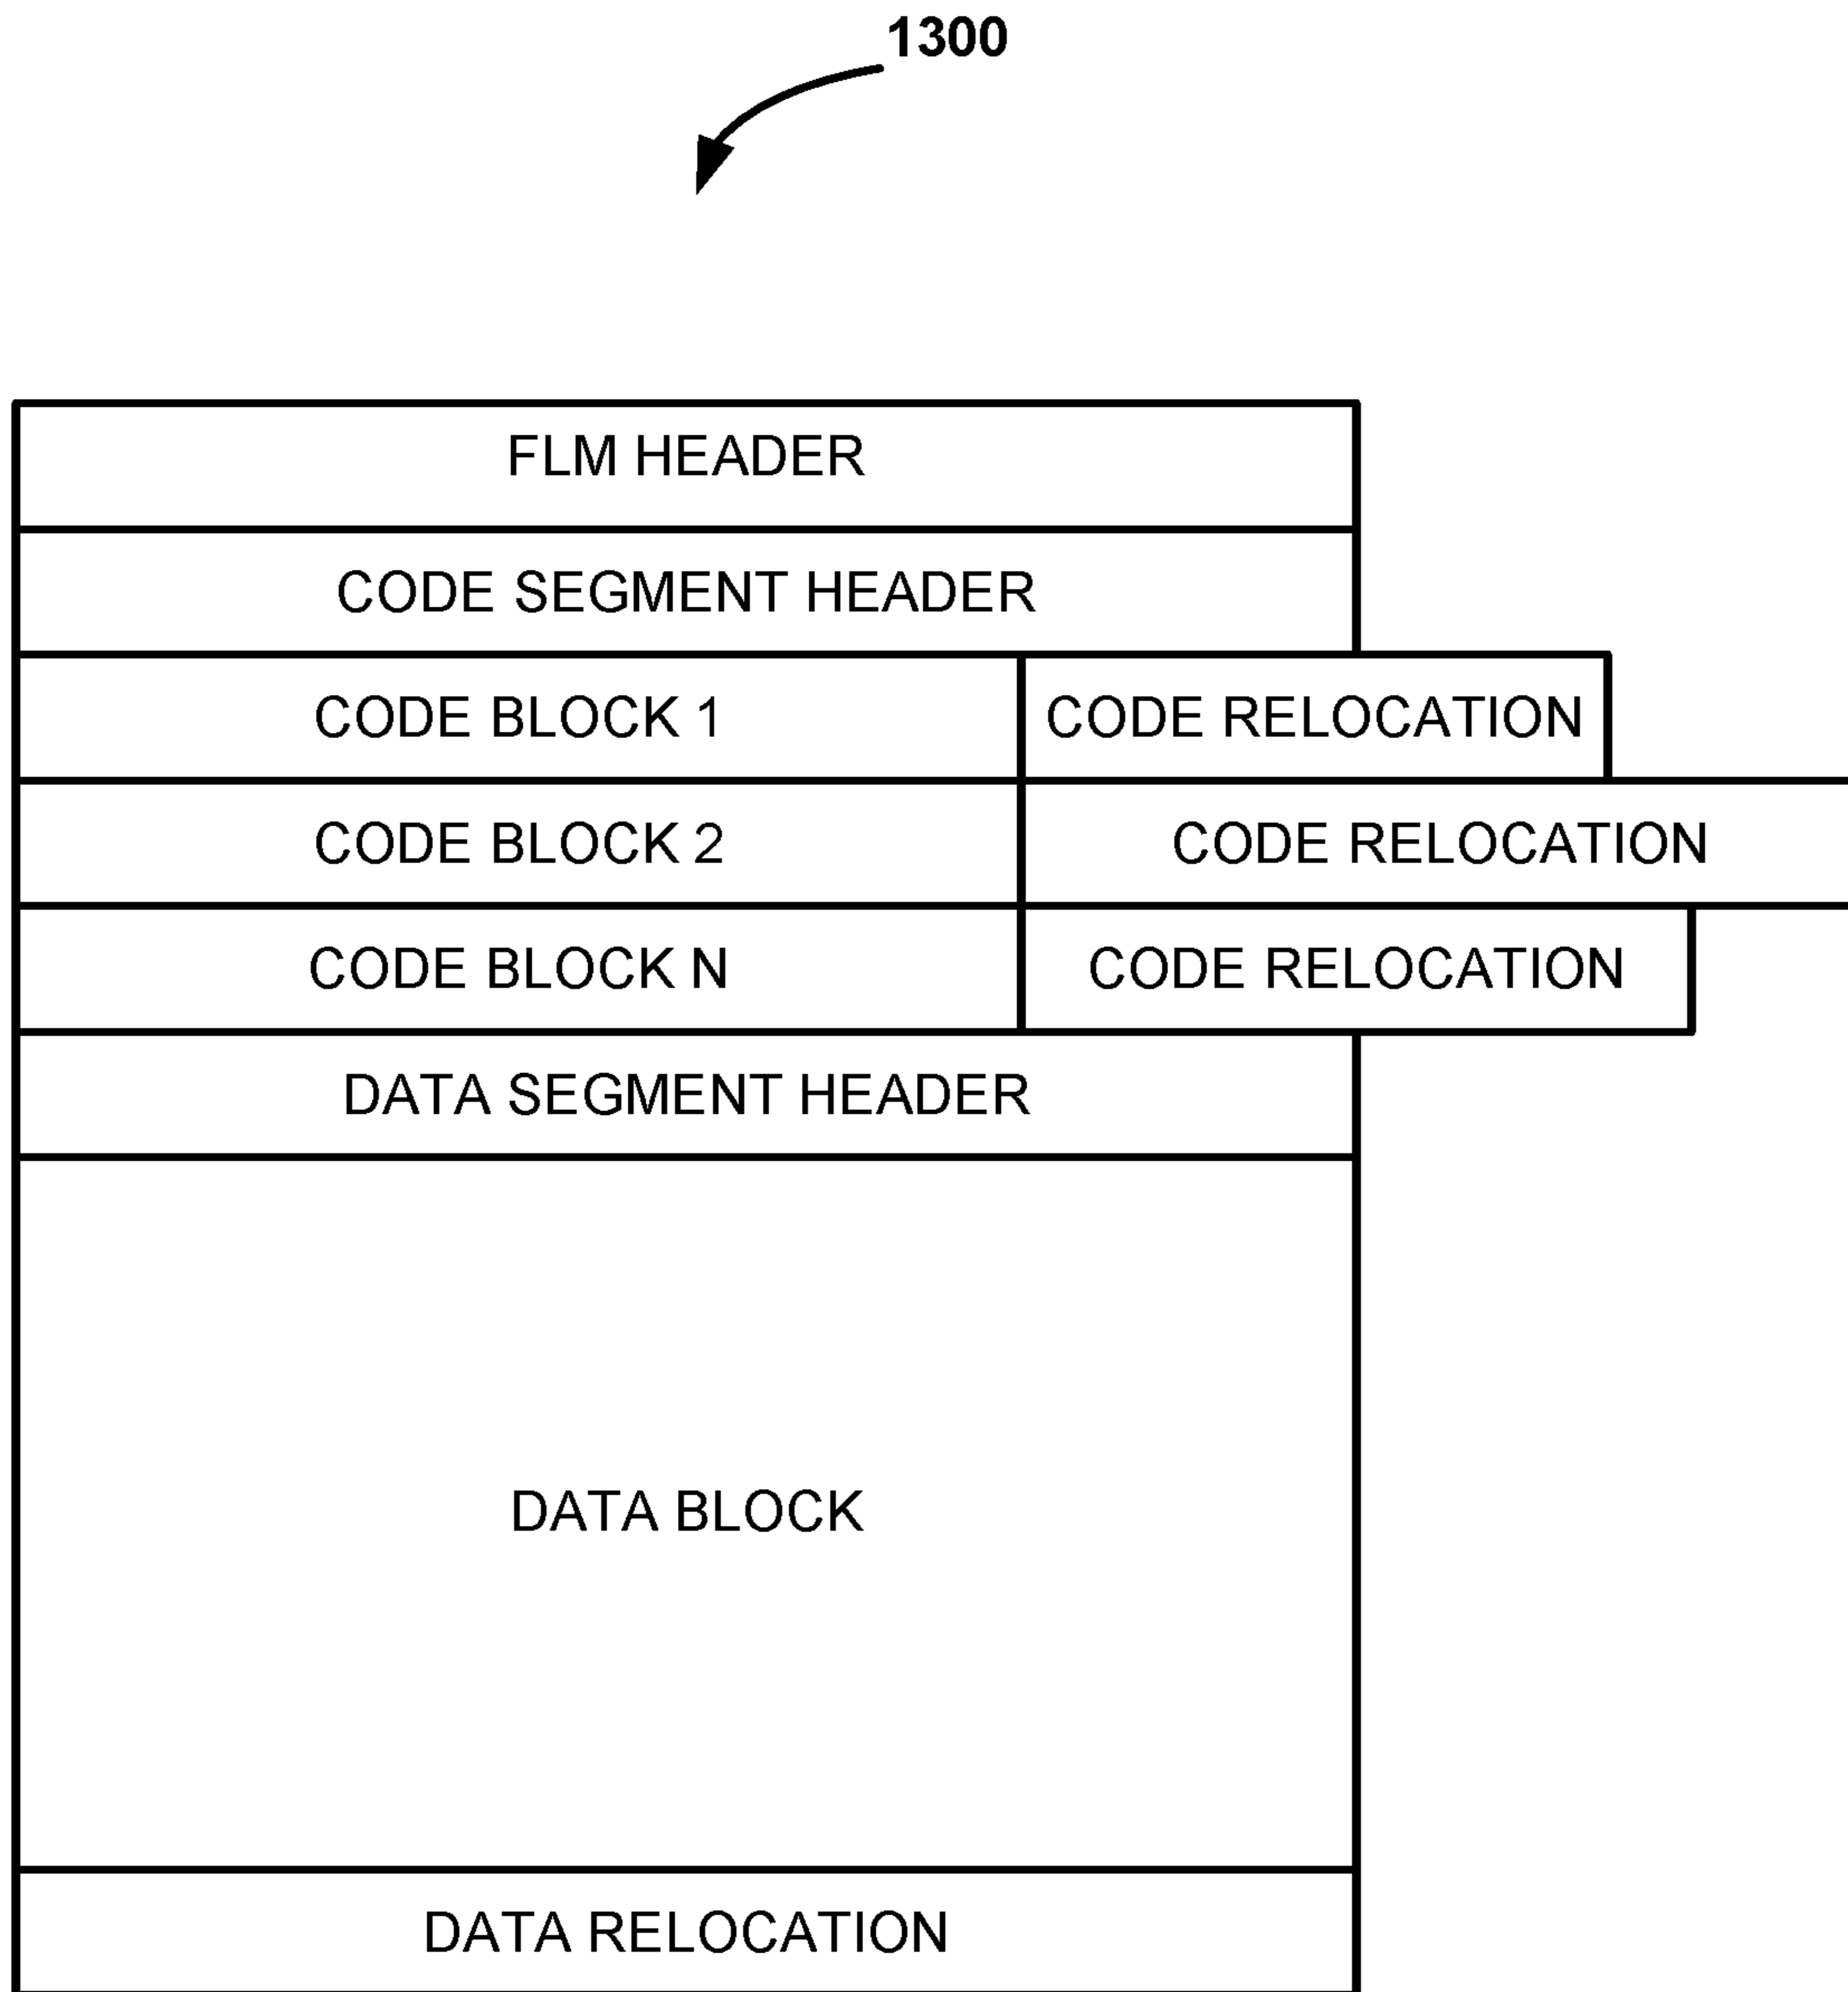 1300
FLM HEADER
CODE SEGMENT HEADER
CODE BLOCK 1 CODE RELOCATION
CODE BLOCK 2 CODE RELOCATION
CODE BLOCK N CODE RELOCATION
DATA SEGMENT HEADER
DATA BLOCK
DATA RELOCATION